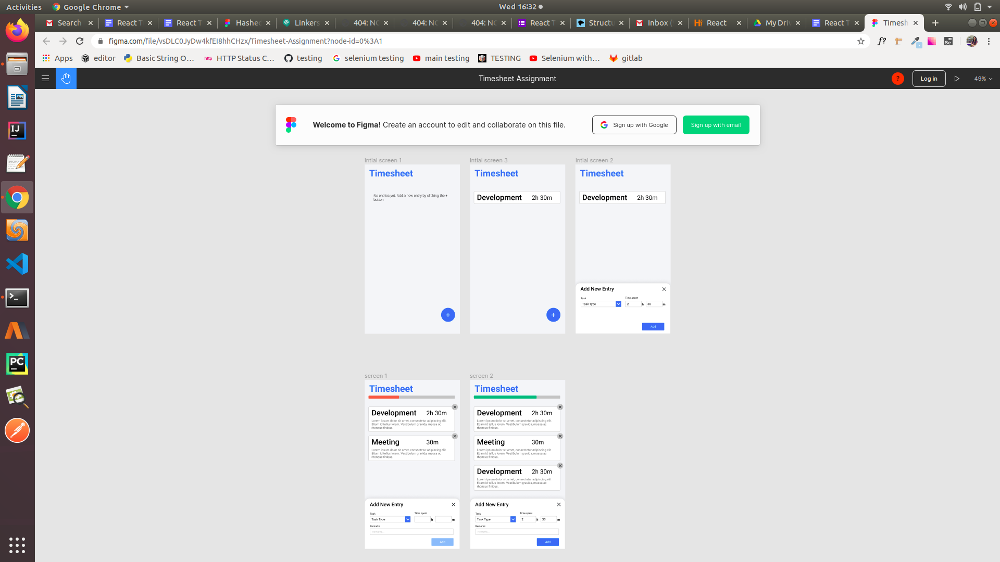 Activities
Google Chrome
Wed 16:32
Search
React T
React T
Hashec
Linkers
404: NC
404: NC
404: NC
React T
Structu
Inbox (
React
My Driv
React T
Timesh
figma.com/file/vsDLC0JyDw4kfEI8hhCHzx/Timesheet-Assignment?node-id=0%3A1
Apps
editor
Basic String O...
HTTP Status C...
testing
selenium testing
main testing
TESTING
Selenium with...
gitlab
Timesheet Assignment
?
Log in
49%
Welcome to Figma! Create an account to edit and collaborate on this file.
Sign up with Google
Sign up with email
intial screen 1
intial screen 3
intial screen 2
Timesheet
Timesheet
Timesheet
No entries yet. Add a new entry by clicking the +
button
Development 2h 30m
Development 2h 30m
Add New Entry
Task
Time spent
Task Type
2 h 30 m
Add
screen 1
screen 2
Timesheet
Timesheet
Development 2h 30m
Lorem ipsum dolor sit amet, consectetur adipiscing elit.
Etiam id tellus lorem. Vestibulum gravida, massa ac
rhoncus finibus.
Development 2h 30m
Lorem ipsum dolor sit amet, consectetur adipiscing elit.
Etiam id tellus lorem. Vestibulum gravida, massa ac
rhoncus finibus.
Meeting 30m
Lorem ipsum dolor sit amet, consectetur adipiscing elit.
Etiam id tellus lorem. Vestibulum gravida, massa ac
rhoncus finibus.
Meeting 30m
Lorem ipsum dolor sit amet, consectetur adipiscing elit.
Etiam id tellus lorem. Vestibulum gravida, massa ac
rhoncus finibus.
Development 2h 30m
Lorem ipsum dolor sit amet, consectetur adipiscing elit.
Etiam id tellus lorem. Vestibulum gravida, massa ac
rhoncus finibus.
Add New Entry
Task
Time spent
Task Type
h m
Remarks
Remarks...
Add
Add New Entry
Task
Time spent
Task Type
2 h 30 m
Remarks
Remarks...
Add